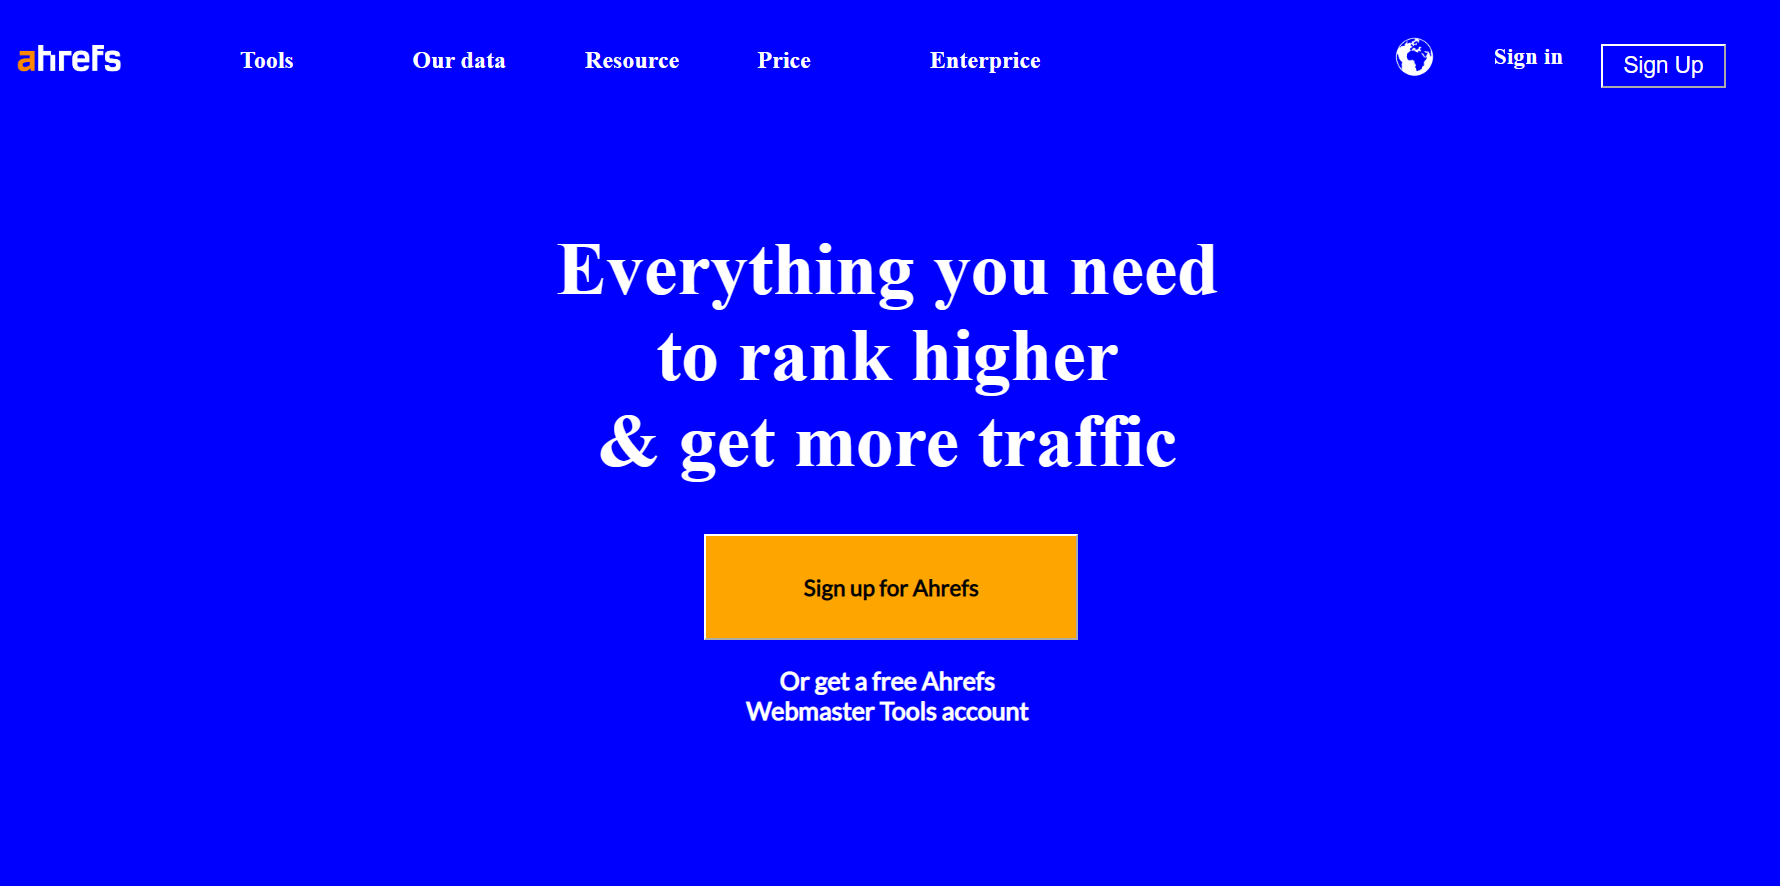 ahrefs Tools Our data Resource Price Enterprice Sign in Sign Up
Everything you need
to rank higher
& get more traffic
Sign up for Ahrefs
Or get a free Ahrefs
Webmaster Tools account